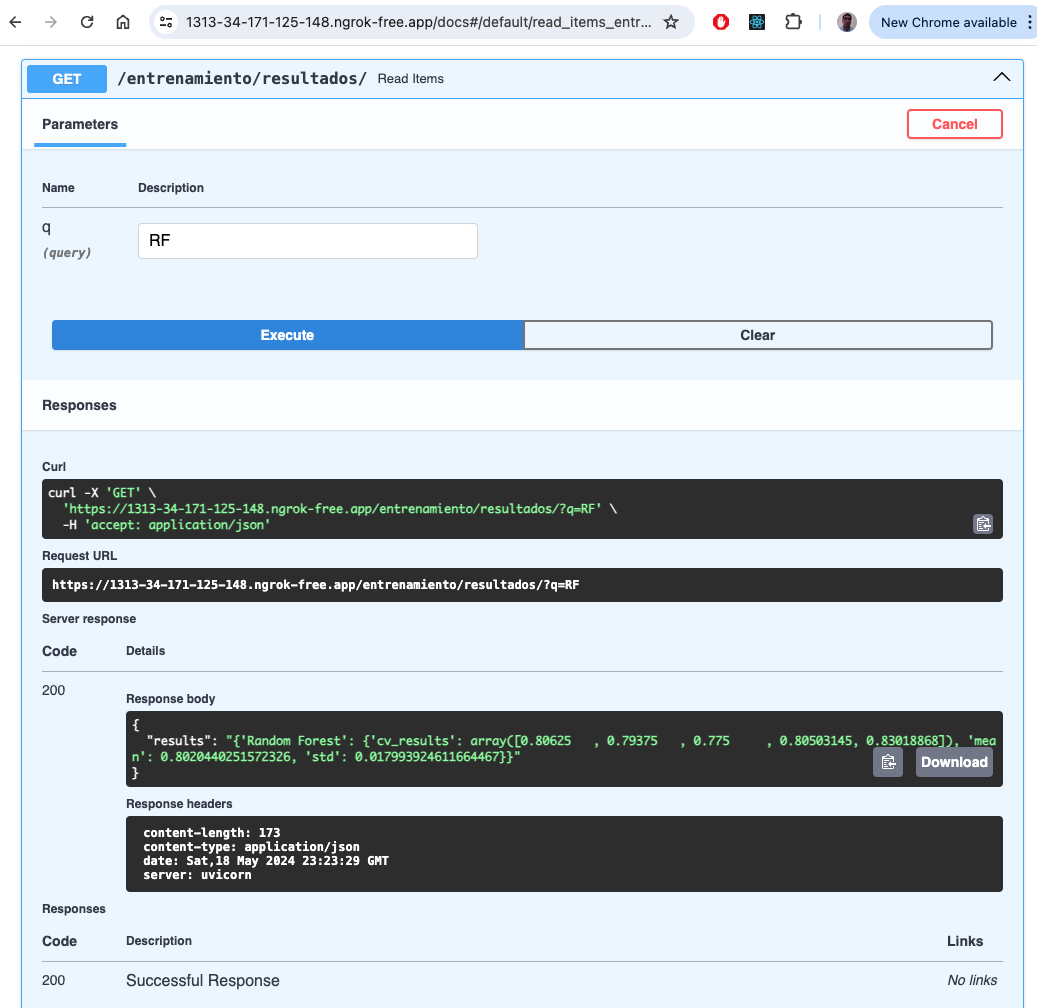 1313-34-171-125-148.ngrok-free.app/docs#/default/read_items_entr...
New Chrome available
GET /entrenamiento/resultados/ Read Items
Parameters
Cancel
Name Description
q
(query)
RF
Execute
Clear
Responses
Curl
curl -X 'GET' \
'https://1313-34-171-125-148.ngrok-free.app/entrenamiento/resultados/?q=RF' \
-H 'accept: application/json'
Request URL
https://1313-34-171-125-148.ngrok-free.app/entrenamiento/resultados/?q=RF
Server response
Code Details
200
Response body
{
"results": "{'Random Forest': {'cv_results': array([0.80625   , 0.79375   , 0.775     , 0.80503145, 0.83018868]), 'mea
n': 0.8020440251572326, 'std': 0.017993924611664467}}"
}
Download
Response headers
content-length: 173
content-type: application/json
date: Sat,18 May 2024 23:23:29 GMT
server: uvicorn
Responses
Code Description Links
200 Successful Response No links